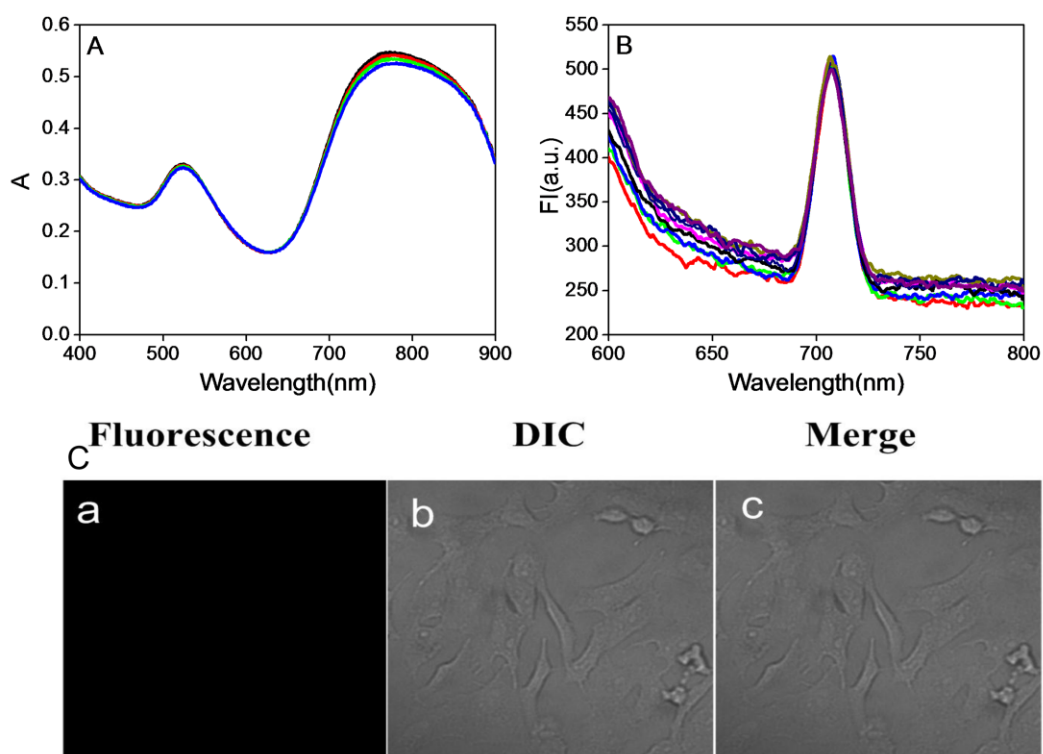 A
B
0.6
0.5
0.4
0.3
0.2
0.1
0.0
A
400 500 600 700 800 900
Wavelength(nm)
550
500
450
400
350
300
250
200
FI(a.u.)
600 650 700 750 800
Wavelength(nm)
Fluorescence DIC Merge
C
a b c